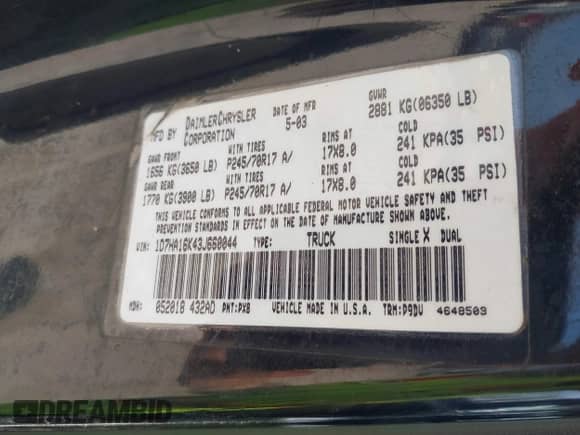 MFD BY DAIMLERCHRYSLER CORPORATION DATE OF MFR 5-03 GVWR 2881 KG(06350 LB)
GAWR FRONT WITH TIRES RIMS AT COLD
1656 KG(3650 LB) P245/70R17 A/ 17X8.0 241 KPA(35 PSI)
GAWR REAR WITH TIRES RIMS AT COLD
1770 KG(3900 LB) P245/70R17 A/ 17X8.0 241 KPA(35 PSI)
THIS VEHICLE CONFORMS TO ALL APPLICABLE FEDERAL MOTOR VEHICLE SAFETY AND THEFT
PREVENTION STANDARDS IN EFFECT ON THE DATE OF MANUFACTURE SHOWN ABOVE.
VIN: 1D7HA16K43J650044 TYPE: TRUCK SINGLE X DUAL
MDH: 052018 432AD PNT: PX8 VEHICLE MADE IN U.S.A. TRM: P9DV 4648503
DREAMBID